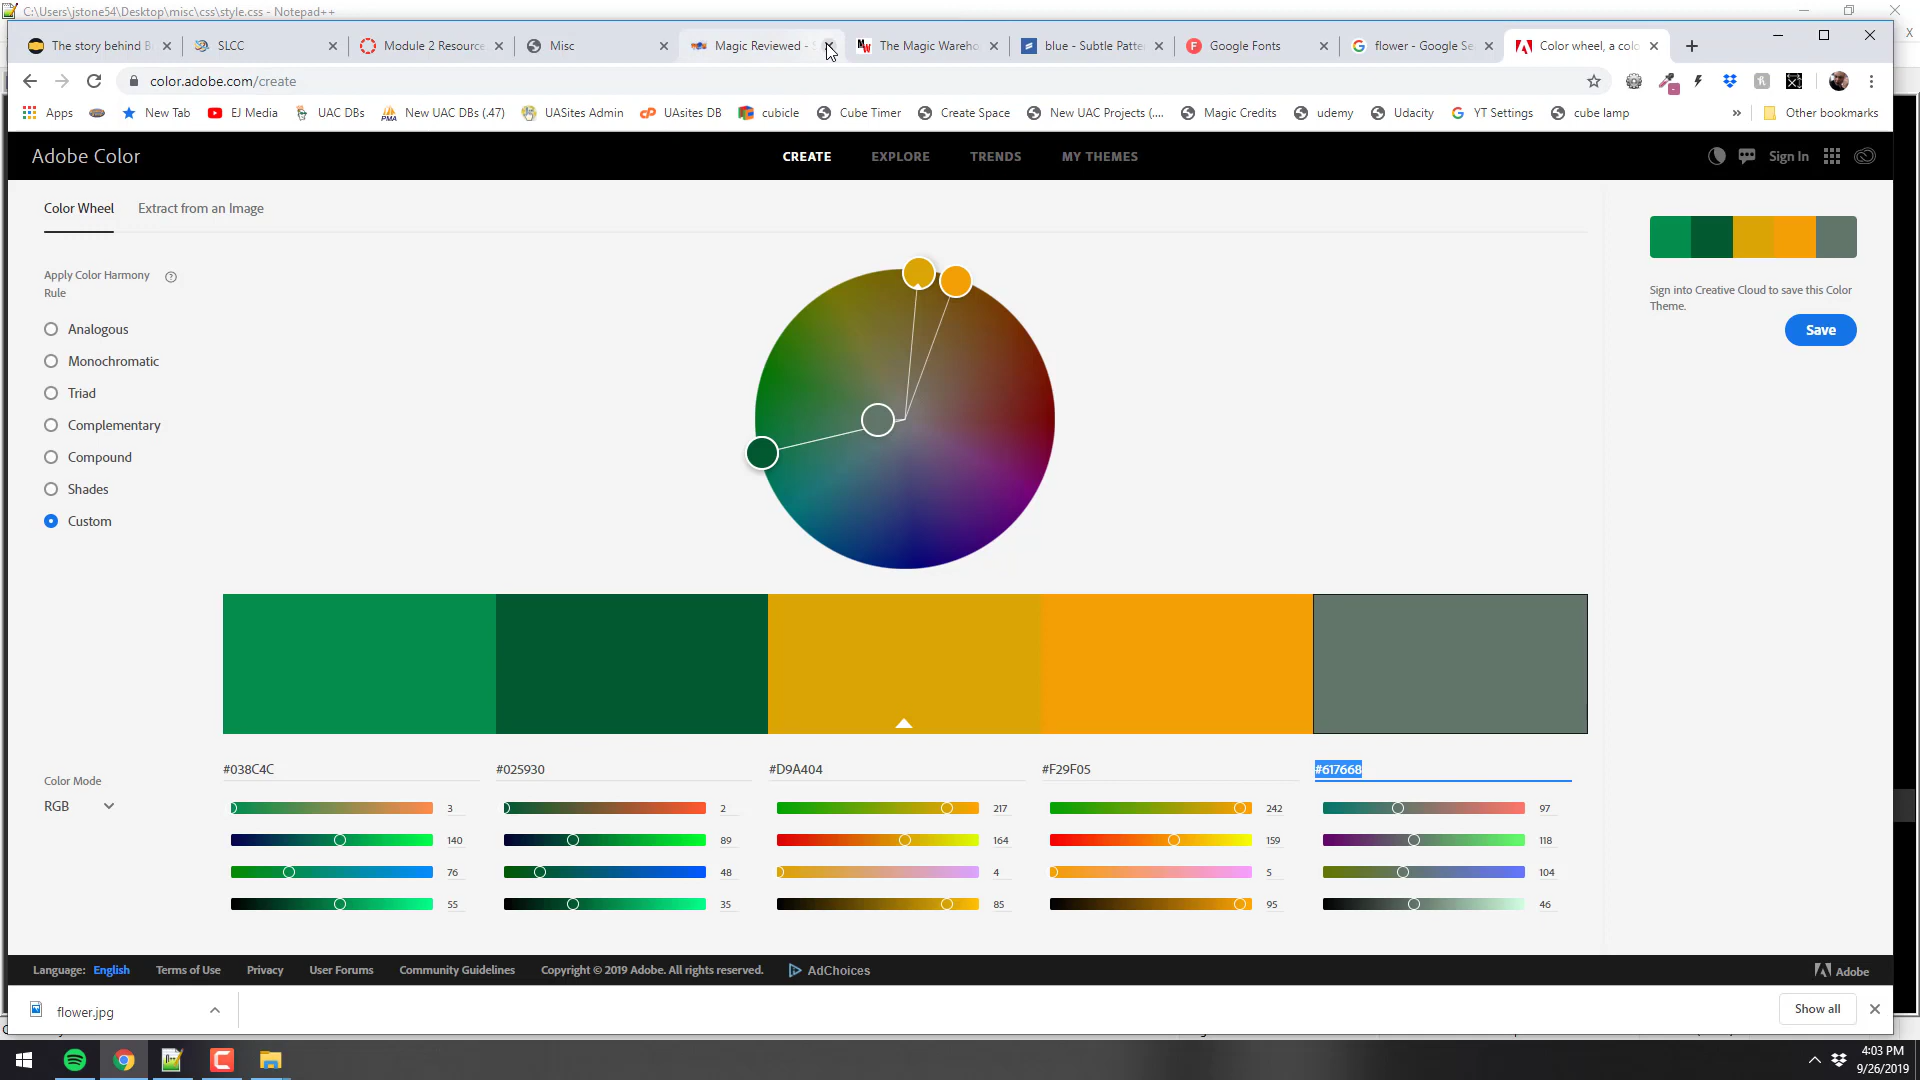 C:\Users\jstone54\Desktop\misc\css\style.css - Notepad++
The story behind B
SLCC
Module 2 Resource
Misc
Magic Reviewed -
The Magic Wareho
blue - Subtle Patte
Google Fonts
flower - Google Se
Color wheel, a colo
color.adobe.com/create
Apps
New Tab
EJ Media
UAC DBs
New UAC DBs (.47)
UASites Admin
UAsites DB
cubicle
Cube Timer
Create Space
New UAC Projects (....
Magic Credits
udemy
Udacity
YT Settings
cube lamp
»
Other bookmarks
Adobe Color
CREATE
EXPLORE
TRENDS
MY THEMES
Sign In
Color Wheel
Extract from an Image
Apply Color Harmony
Rule
Analogous
Monochromatic
Triad
Complementary
Compound
Shades
Custom
Sign into Creative Cloud to save this Color
Theme.
Save
#038C4C
#025930
#D9A404
#F29F05
#617668
Color Mode
RGB
3
2
217
242
97
140
89
164
159
118
76
48
4
5
104
55
35
85
95
46
Language:
English
Terms of Use
Privacy
User Forums
Community Guidelines
Copyright © 2019 Adobe. All rights reserved.
AdChoices
Adobe
flower.jpg
Show all
4:03 PM
9/26/2019